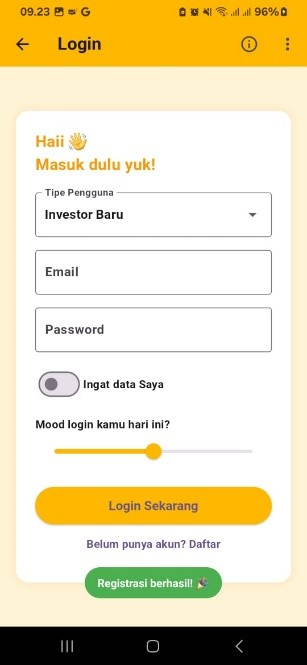 09.23 G 96%
Login
Haii 👋
Masuk dulu yuk!
Tipe Pengguna
Investor Baru
Email
Password
Ingat data Saya
Mood login kamu hari ini?
Login Sekarang
Belum punya akun? Daftar
Registrasi berhasil! 🎉